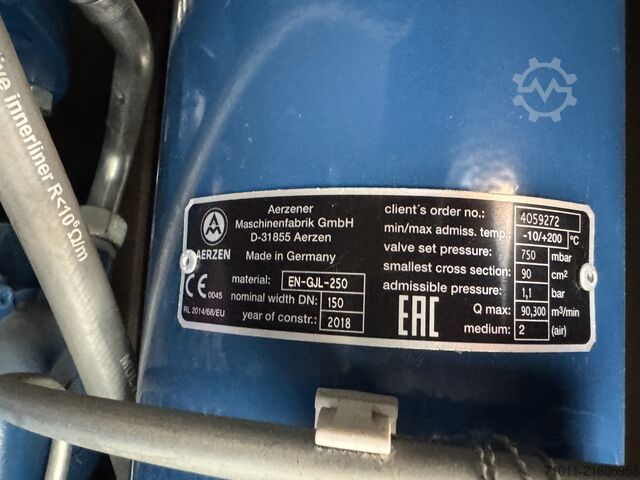 ive innerliner R<10⁶Ω/m
Aerzener
Maschinenfabrik GmbH
D-31855 Aerzen
AERZEN
Made in Germany
CE 0045
RL 2014/68/EU
material: EN-GJL-250
nominal width DN: 150
year of constr.: 2018
client's order no.: 4059272
min/max admiss. temp.: -10/+200 °C
valve set pressure: 750 mbar
smallest cross section: 90 cm²
admissible pressure: 1,1 bar
Q max: 90,300 m³/min
medium: 2 (air)
EAC
71011-21605958